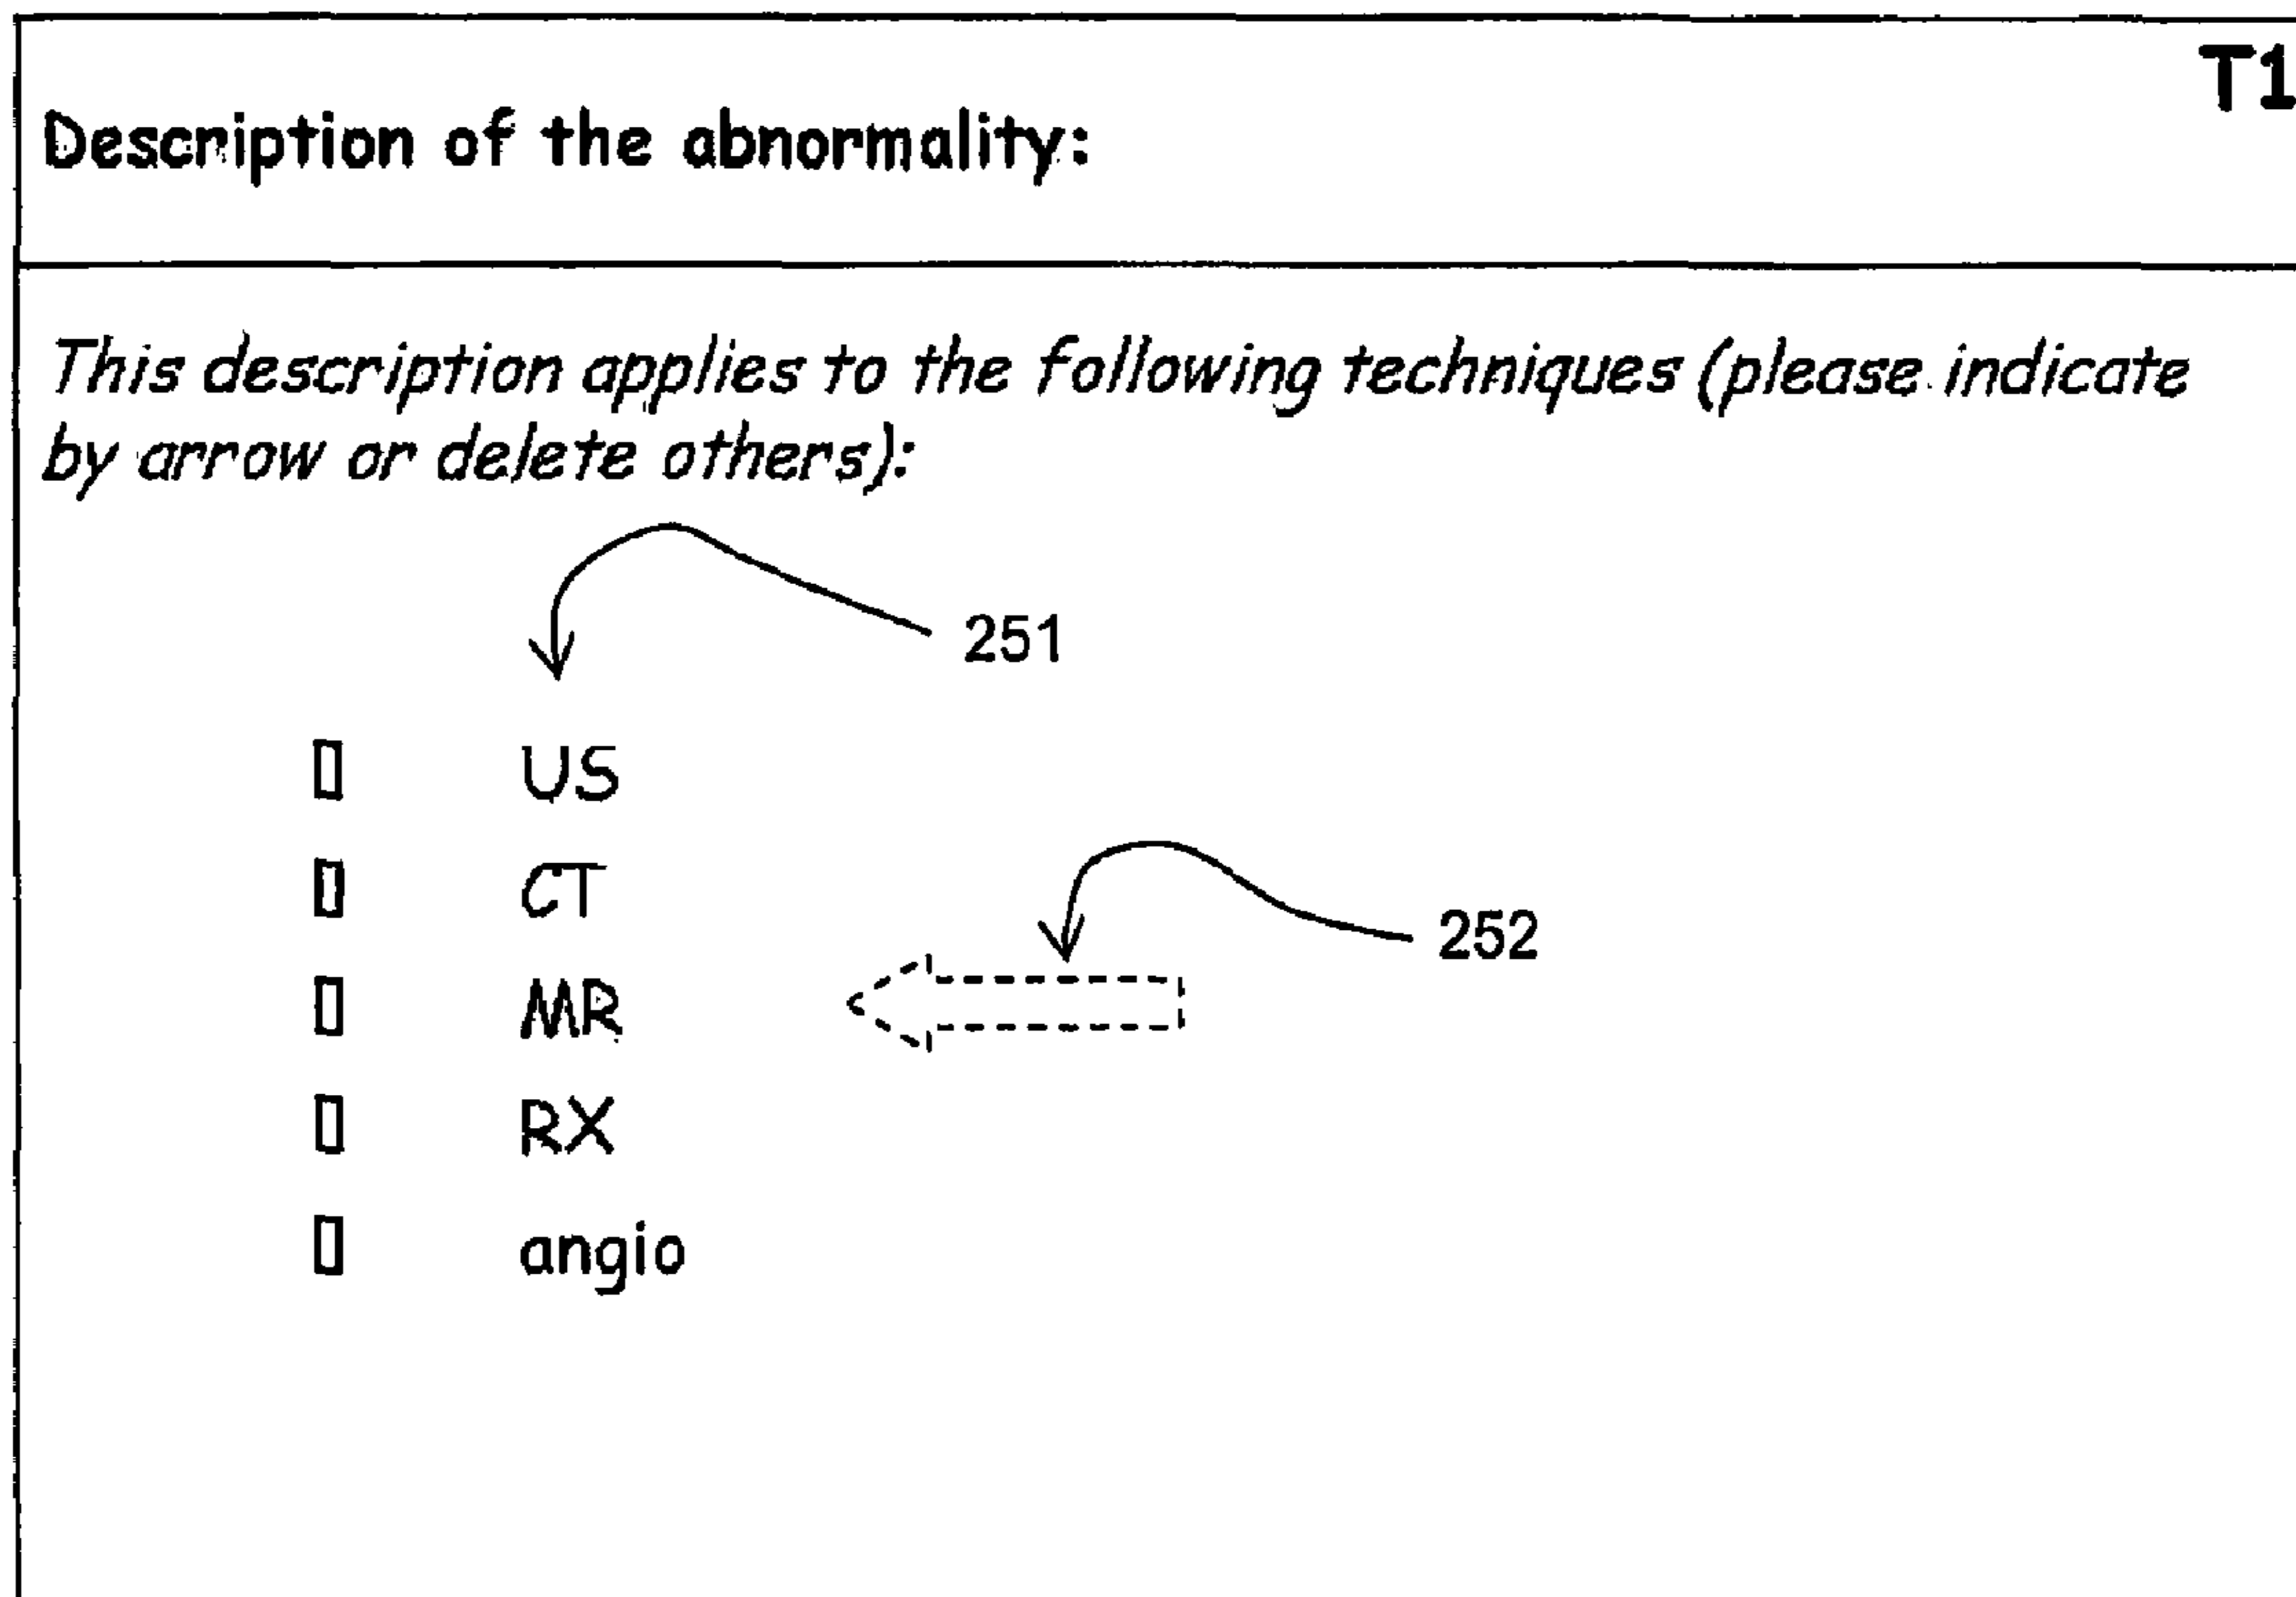 T1
Description of the abnormality:
This description applies to the following techniques (please indicate
by arrow or delete others):
251
US
CT
252
MR
RX
angio